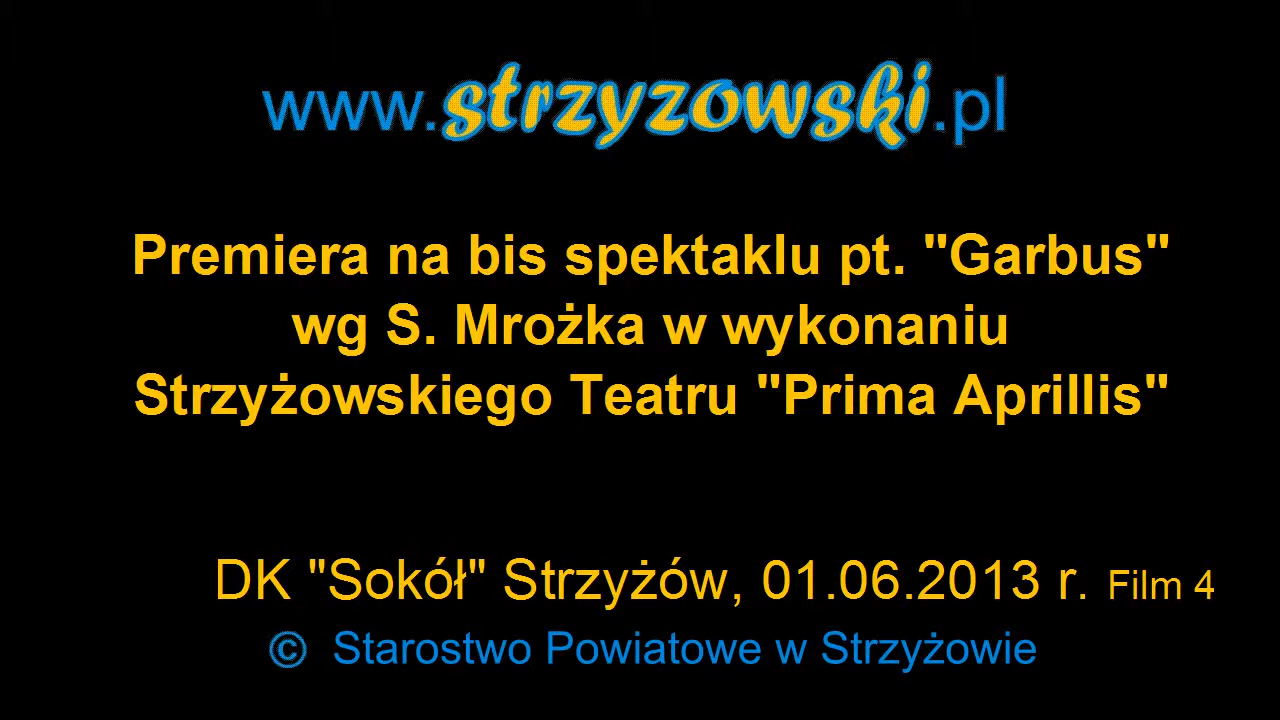 www.strzyzowski.pl
Premiera na bis spektaklu pt. "Garbus"
wg S. Mrożka w wykonaniu
Strzyżowskiego Teatru "Prima Aprillis"
DK "Sokół" Strzyżów, 01.06.2013 r. Film 4
© Starostwo Powiatowe w Strzyżowie